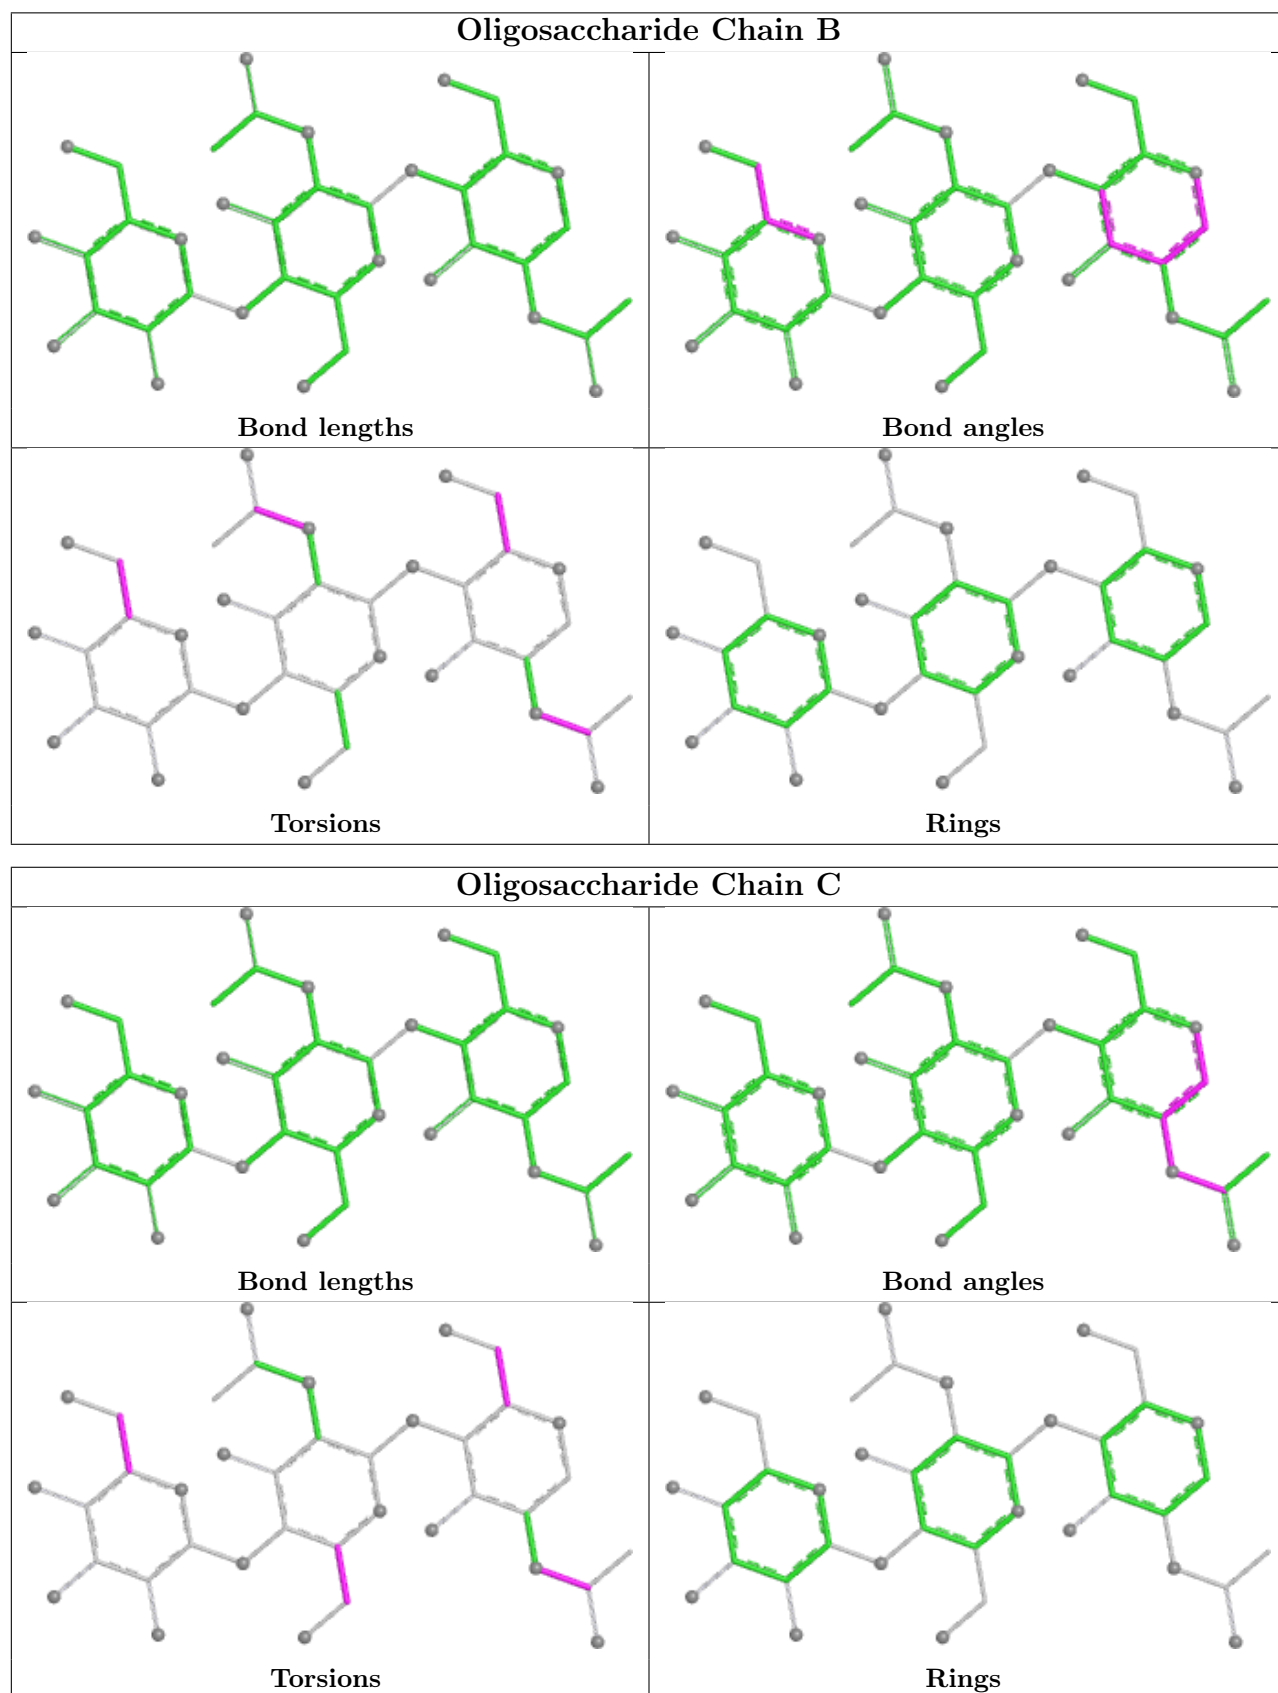 Oligosaccharide Chain B
Bond lengths
Bond angles
Torsions
Rings
Oligosaccharide Chain C
Bond lengths
Bond angles
Torsions
Rings